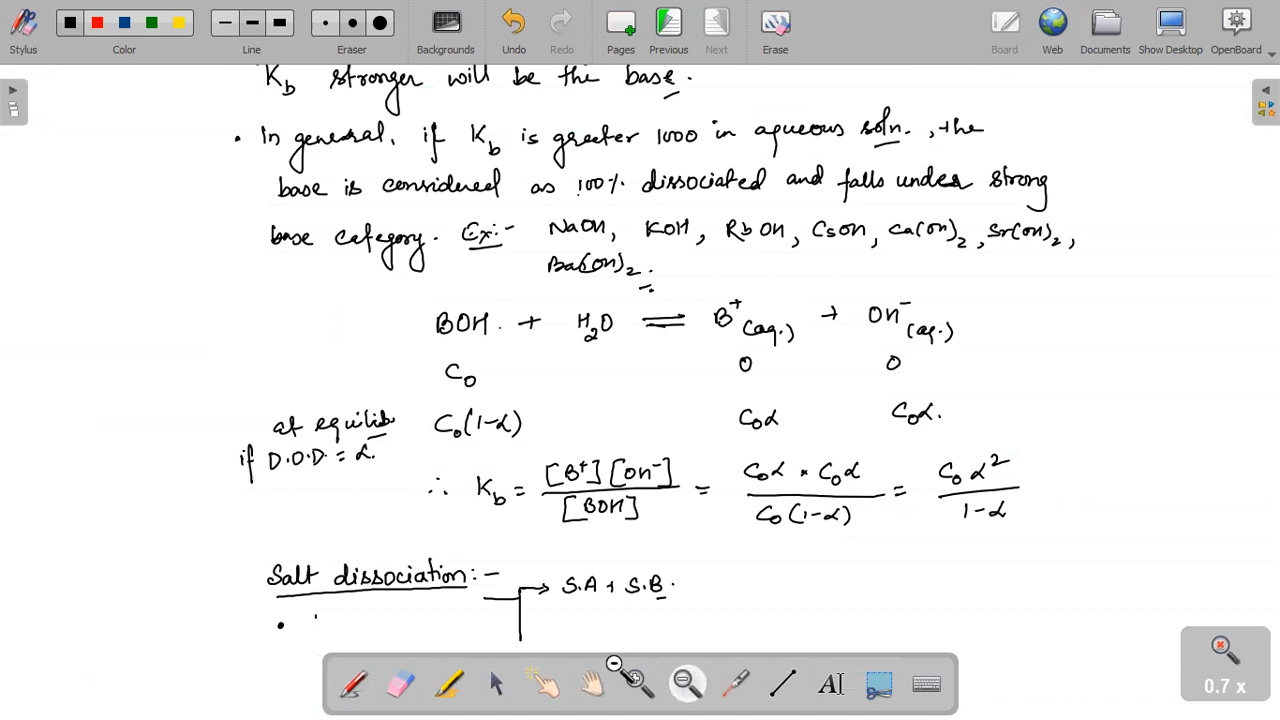 Stylus Color Line Eraser Backgrounds Undo Redo Pages Previous Next Erase Board Web Documents Show Desktop OpenBoard
K_b stronger will be the base.
• In general, if K_b is greater 1000 in aqueous soln., the
base is considered as 100% dissociated and falls under strong
base category. Ex:- NaOH, KOH, RbOH, CsOH, Ca(OH)₂, Sr(OH)₂,
Ba(OH)₂.
BOH + H₂O ⇌ B⁺(aq.) + OH⁻(aq.)
C₀ 0 0
at equilib C₀(1-α) C₀α C₀α.
if D.O.D = α.
∴ K_b = [B⁺][OH⁻] / [BOH] = C₀α × C₀α / C₀(1-α) = C₀α² / 1-α
Salt dissociation:- → S.A + S.B.
•
0.7 x